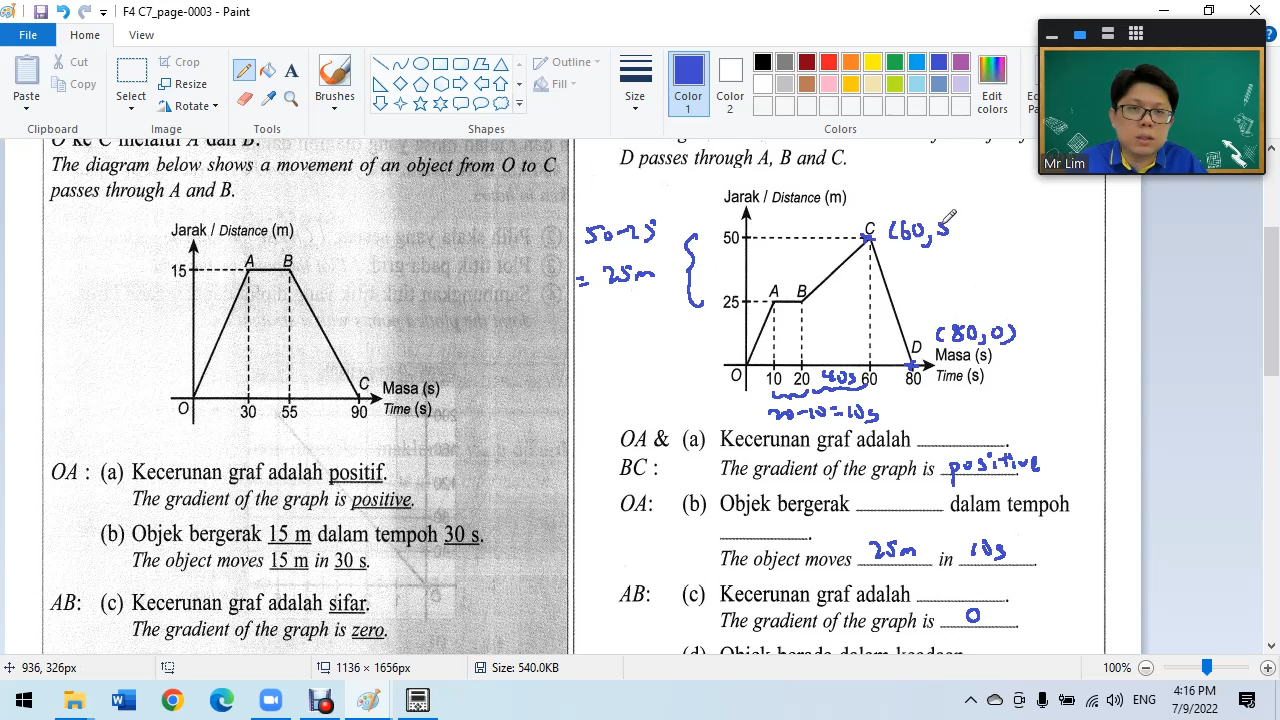 F4 C7_page-0003 - Paint
File
Home
View
Paste
Cut
Copy
Clipboard
Select
Crop
Resize
Rotate
Image
Tools
Brushes
Shapes
Outline
Fill
Size
Color 1
Color 2
Colors
Edit colors
Mr Lim
O ke C melalui A dan B.
The diagram below shows a movement of an object from O to C
passes through A and B.
Jarak / Distance (m)
A B
15
C Masa (s)
O 30 55 90 Time (s)
OA : (a) Kecerunan graf adalah positif.
The gradient of the graph is positive.
(b) Objek bergerak 15 m dalam tempoh 30 s.
The object moves 15 m in 30 s.
AB: (c) Kecerunan graf adalah sifar.
The gradient of the graph is zero.
D passes through A, B and C.
Jarak / Distance (m)
50 C (60, 5
50-25
= 25m
A B
25
(80, 0)
D Masa (s)
O 10 20 40s 60 80 Time (s)
20-10=10s
OA & (a) Kecerunan graf adalah
BC : The gradient of the graph is positive
OA: (b) Objek bergerak dalam tempoh
The object moves 25m in 10s
AB: (c) Kecerunan graf adalah
The gradient of the graph is 0
(d) Objek berada dalam keadaan
936, 326px
1136 × 1656px
Size: 540.0KB
100%
ENG
4:16 PM
7/9/2022